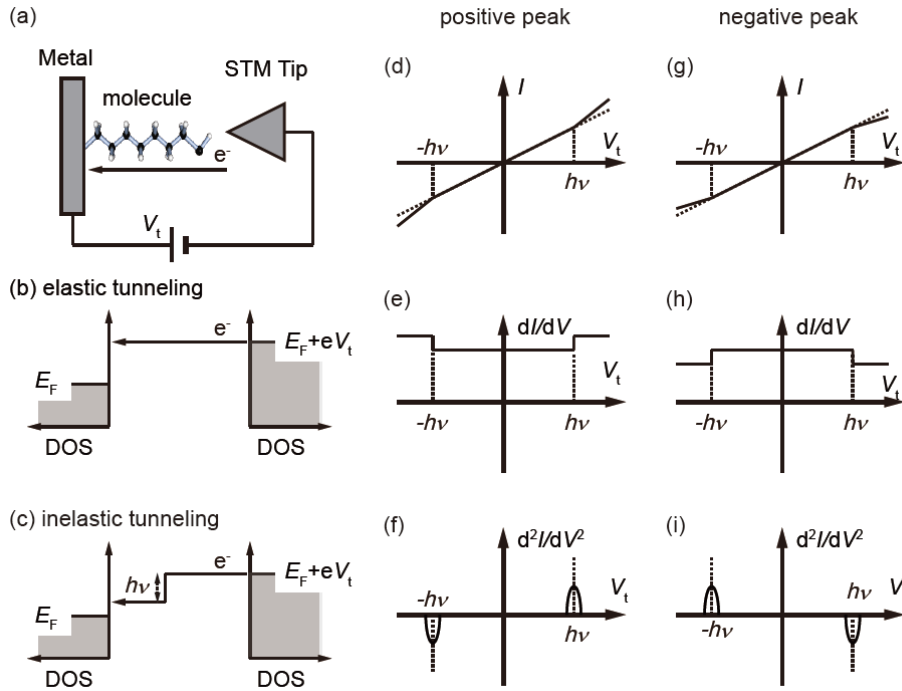 (a)
positive peak
negative peak
Metal
STM Tip
molecule
e⁻
Vt
(d)
I
Vt
-hν
hν
(g)
I
Vt
-hν
hν
(b) elastic tunneling
e⁻
EF+eVt
EF
DOS
DOS
(e)
dI/dV
Vt
-hν
hν
(h)
dI/dV
Vt
-hν
hν
(c) inelastic tunneling
e⁻
EF+eVt
hν
EF
DOS
DOS
(f)
d²I/dV²
-hν
Vt
hν
(i)
d²I/dV²
hν
V
-hν